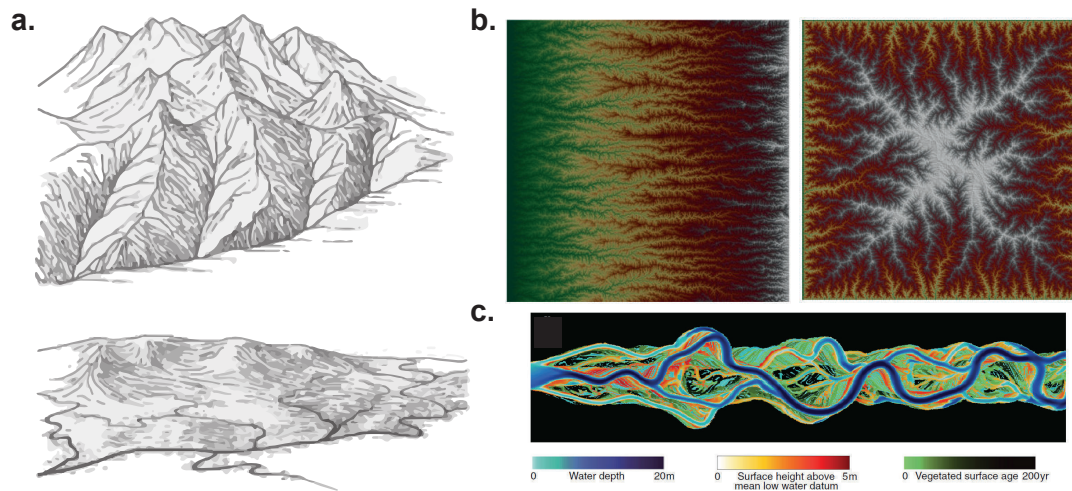 a.
b.
c.
0 Water depth 20m
0 Surface height above 5m
mean low water datum
0 Vegetated surface age 200yr